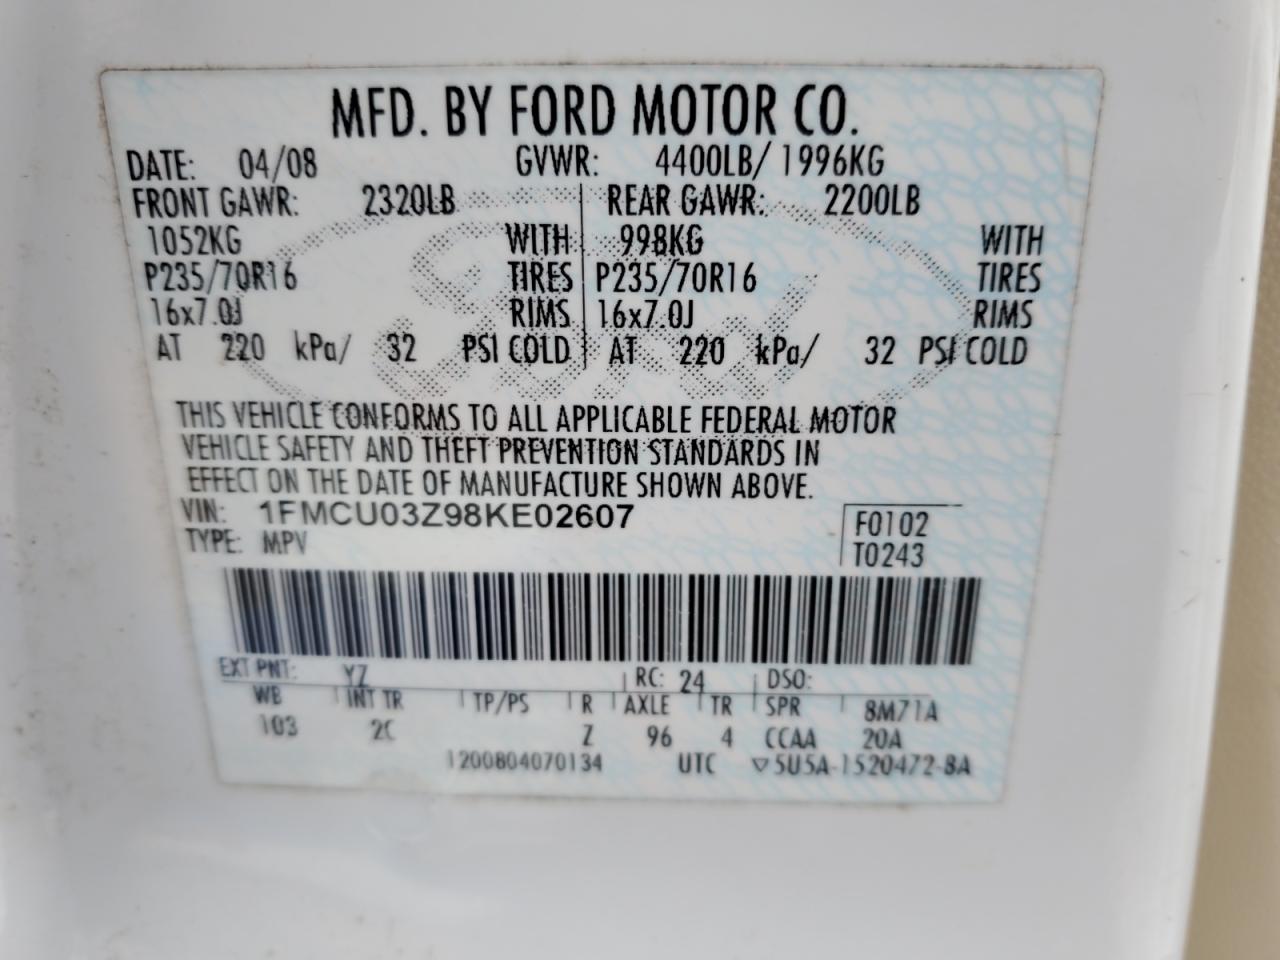 MFD. BY FORD MOTOR CO.
DATE: 04/08 GVWR: 4400LB/ 1996KG
FRONT GAWR: 2320LB REAR GAWR: 2200LB
1052KG WITH 998KG WITH
P235/70R16 TIRES P235/70R16 TIRES
16x7.0J RIMS 16x7.0J RIMS
AT 220 kPa/ 32 PSI COLD AT 220 kPa/ 32 PSI COLD
THIS VEHICLE CONFORMS TO ALL APPLICABLE FEDERAL MOTOR
VEHICLE SAFETY AND THEFT PREVENTION STANDARDS IN
EFFECT ON THE DATE OF MANUFACTURE SHOWN ABOVE.
VIN: 1FMCU03Z98KE02607 F0102
TYPE: MPV T0243
EXT PNT: YZ RC: 24 DSO:
WB INT TR TP/PS R AXLE TR SPR 8M71A
103 2C Z 96 4 CCAA 20A
1200804070134 UTC ▽5U5A-1520472-BA